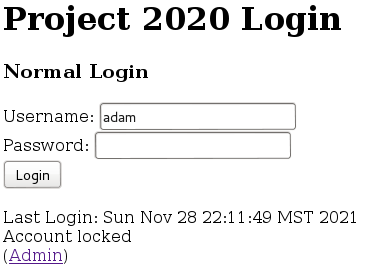 Project 2020 Login
Normal Login
Username: adam
Password:
Login
Last Login: Sun Nov 28 22:11:49 MST 2021
Account locked
(Admin)